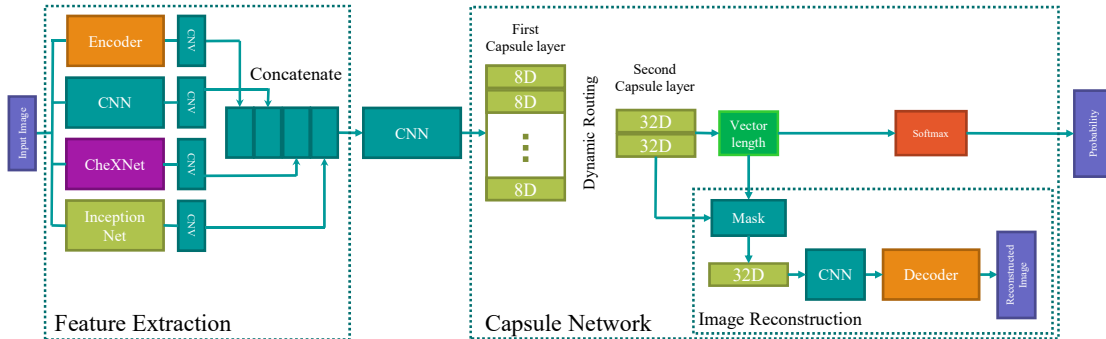 Input Image
Encoder
CNV
CNN
CNV
CheXNet
CNV
Inception
Net
CNV
Concatenate
Feature Extraction
CNN
First
Capsule layer
8D
8D
8D
Dynamic Routing
Second
Capsule layer
32D
32D
Vector
length
Softmax
Probability
Mask
32D
CNN
Decoder
Reconstructed
Image
Image Reconstruction
Capsule Network